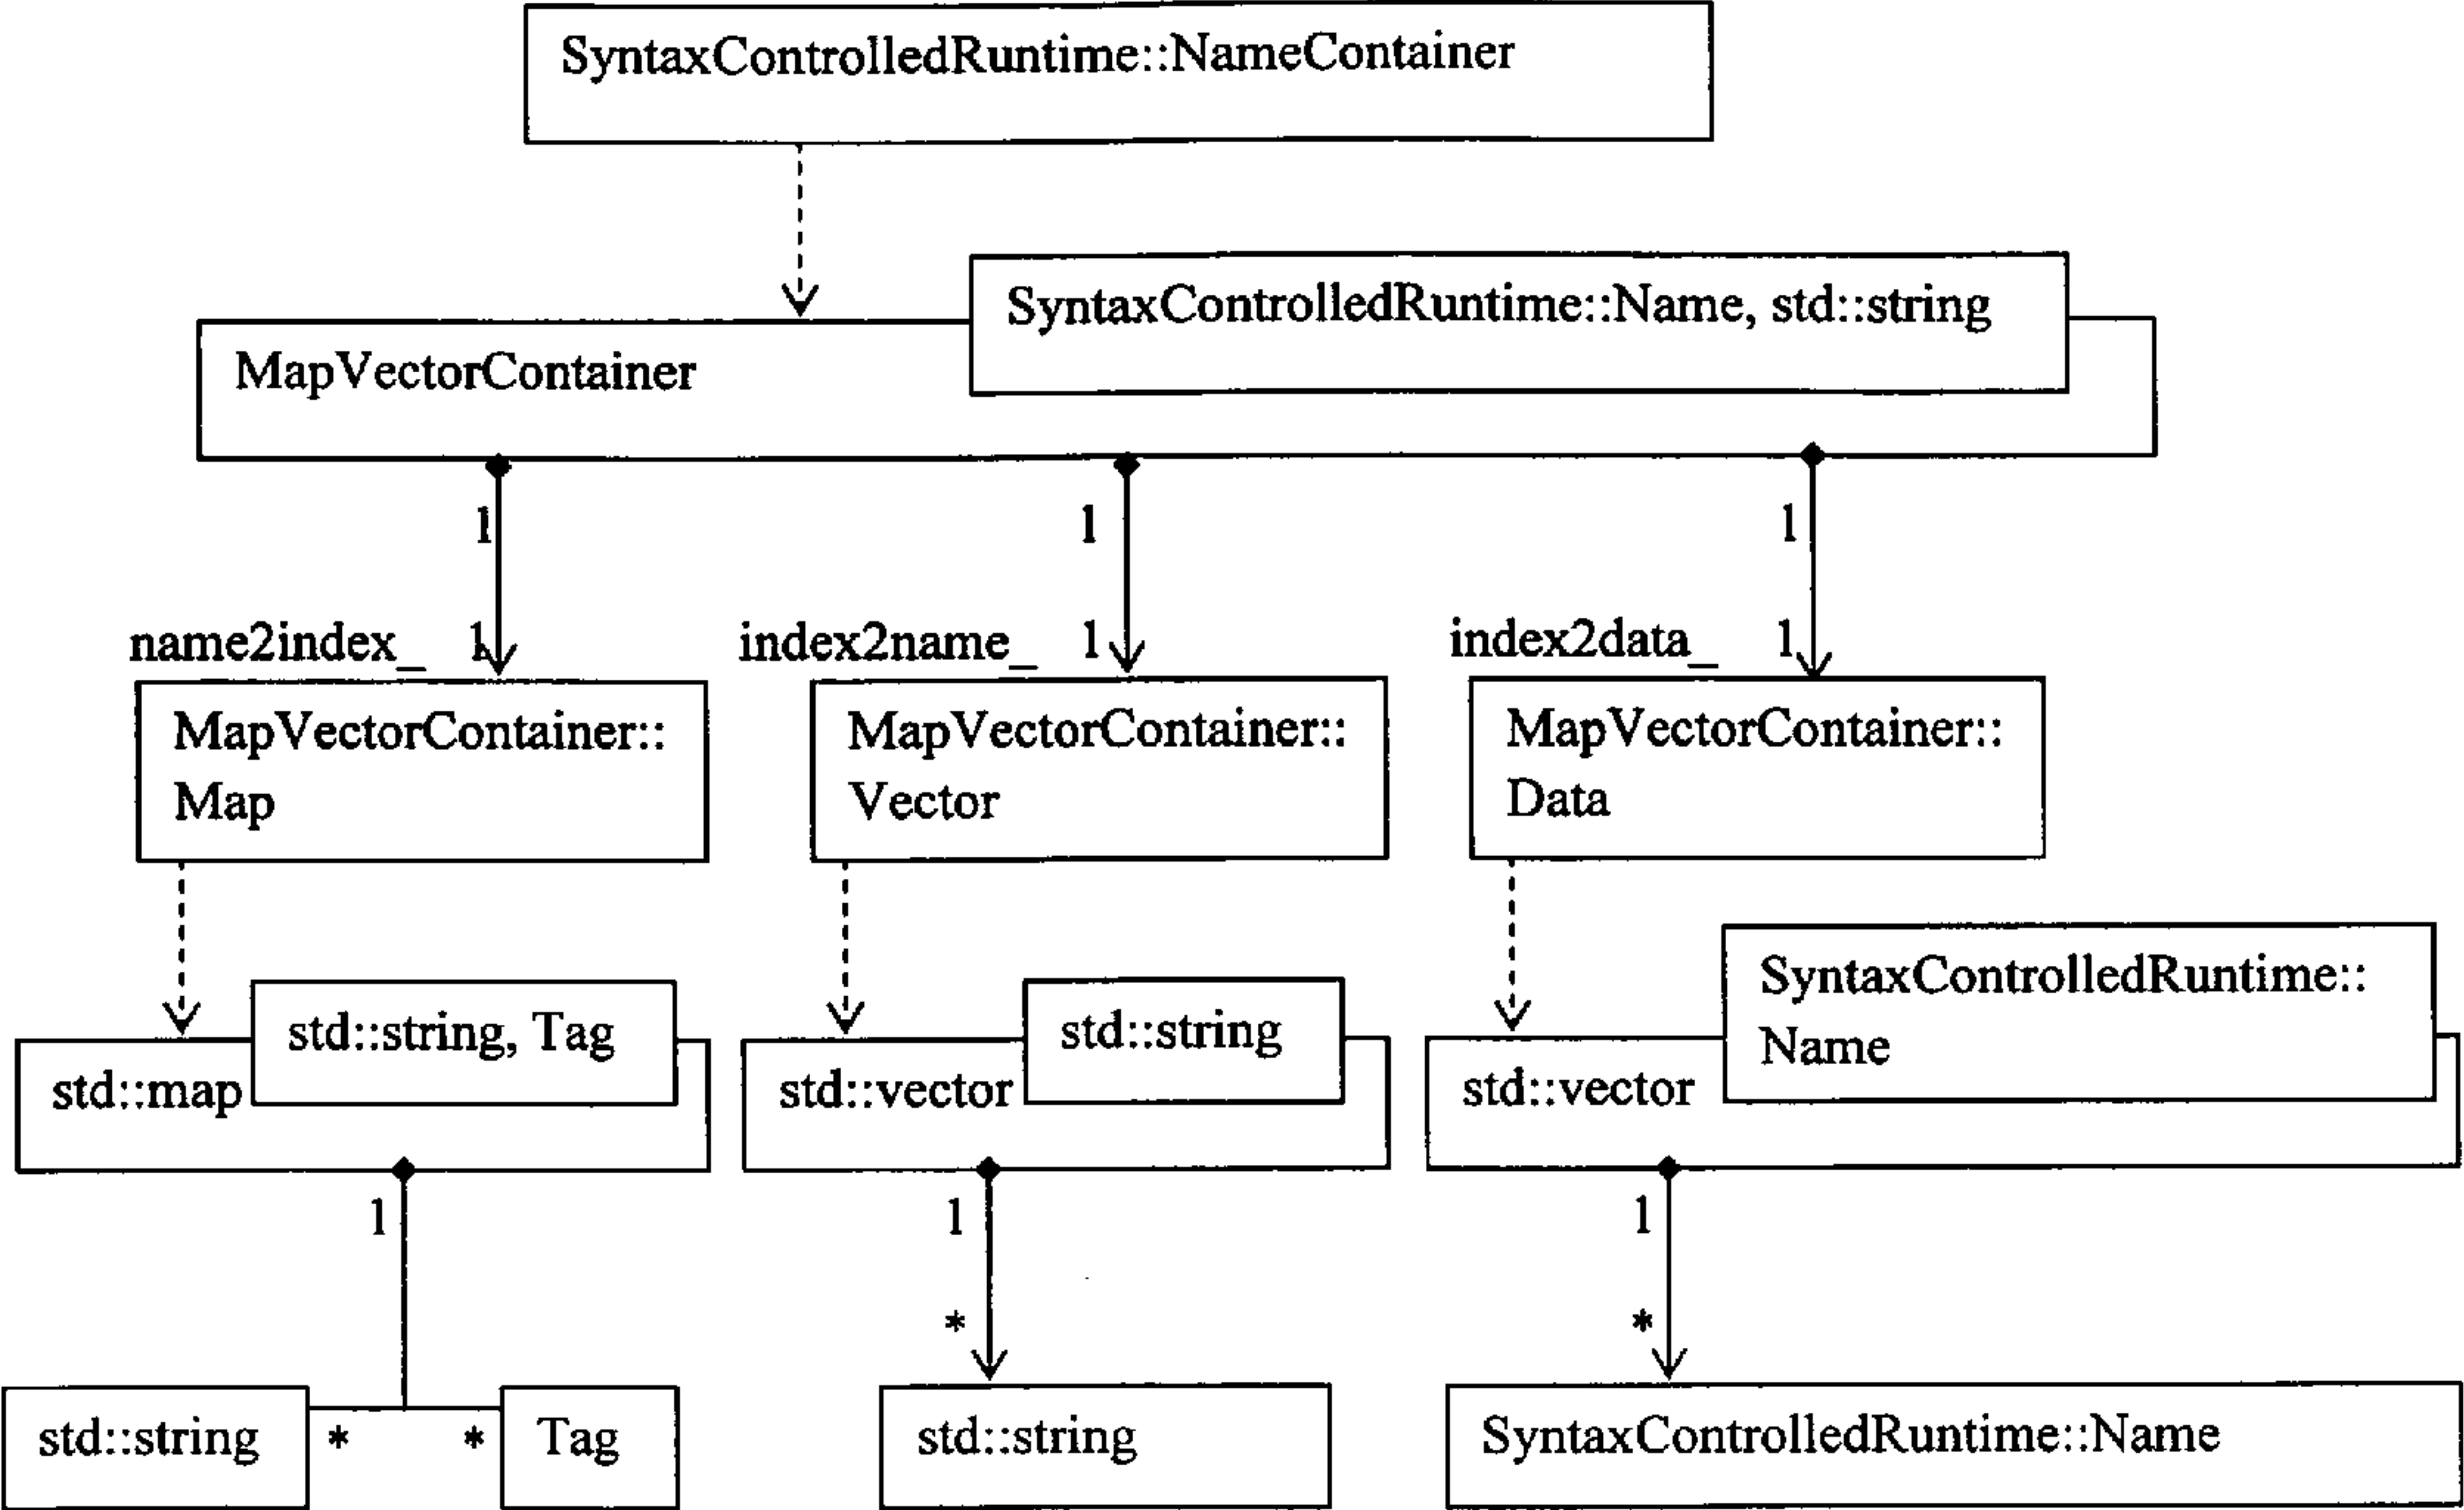 SyntaxControlledRuntime::NameContainer
SyntaxControlledRuntime::Name, std::string
MapVectorContainer
1
1
1
name2index_
1
index2name_
1
index2data_
1
MapVectorContainer::
Map
MapVectorContainer::
Vector
MapVectorContainer::
Data
std::string, Tag
std::map
std::string
std::vector
SyntaxControlledRuntime::
Name
std::vector
1
1
1
*
*
std::string
*
*
Tag
std::string
SyntaxControlledRuntime::Name